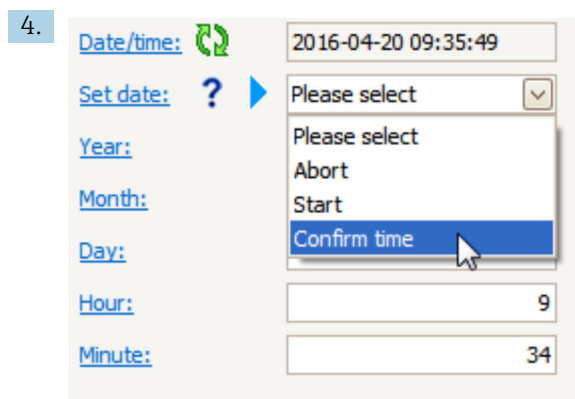 4.
Date/time: 2016-04-20 09:35:49
Set date: ? Please select
Please select
Year:
Abort
Month:
Start
Confirm time
Day:
Hour: 9
Minute: 34